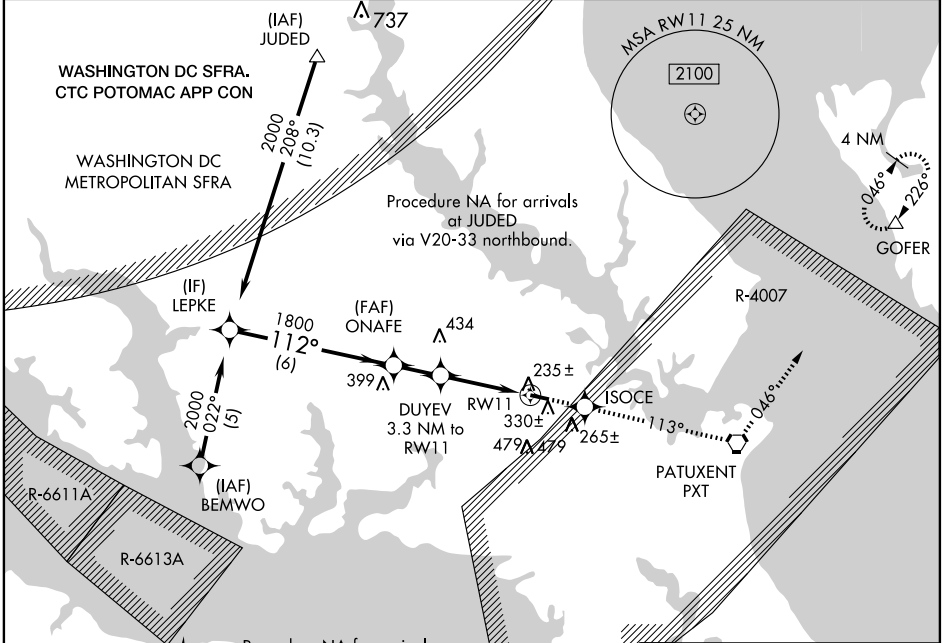 (IAF)
JUDED
737
WASHINGTON DC SFRA.
CTC POTOMAC APP CON
WASHINGTON DC
METROPOLITAN SFRA
2000
208°
(10.3)
MSA RW11 25 NM
2100
4 NM
046°
226°
GOFER
Procedure NA for arrivals
at JUDED
via V20-33 northbound.
R-4007
(IF)
LEPKE
1800
112°
(6)
(FAF)
ONAFE
434
399
DUYEV
3.3 NM to
RW11
RW11
235±
330±
479
479
265±
ISOCE
113°
046°
PATUXENT
PXT
2000
022°
(5)
(IAF)
BEMWO
R-6611A
R-6613A